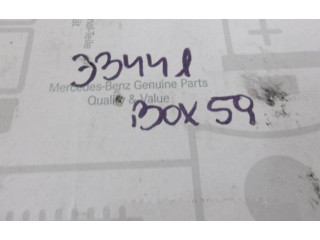 33441
Mercedes-Benz Genuine Parts
Quality & Value
BOX 59